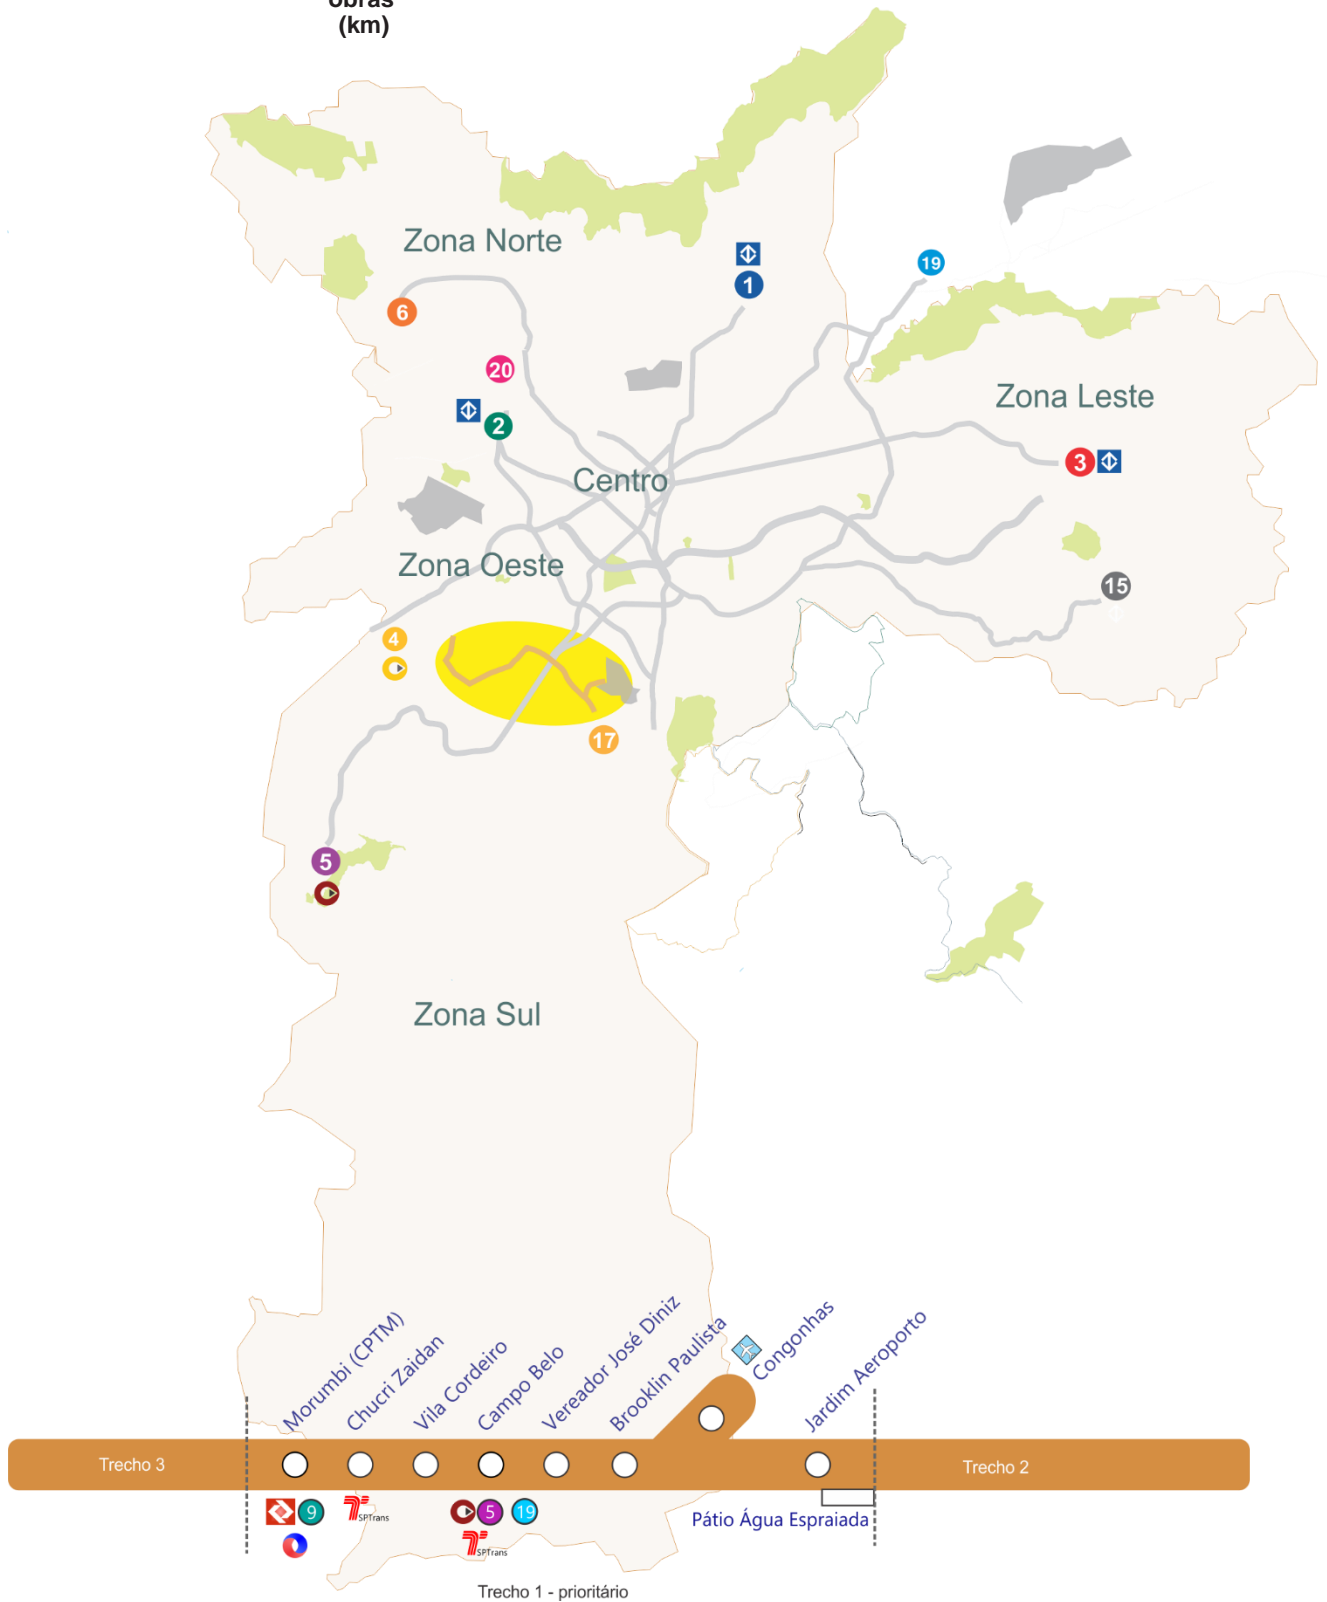 obras
(km)
Zona Norte
1
19
6
20
2
Zona Leste
3
Centro
Zona Oeste
15
4
17
5
Zona Sul
Morumbi (CPTM)
Chucri Zaidan
Vila Cordeiro
Campo Belo
Vereador José Diniz
Brooklin Paulista
Congonhas
Jardim Aeroporto
Trecho 3
Trecho 2
9
SPTrans
5
19
SPTrans
Pátio Água Espraiada
Trecho 1 - prioritário